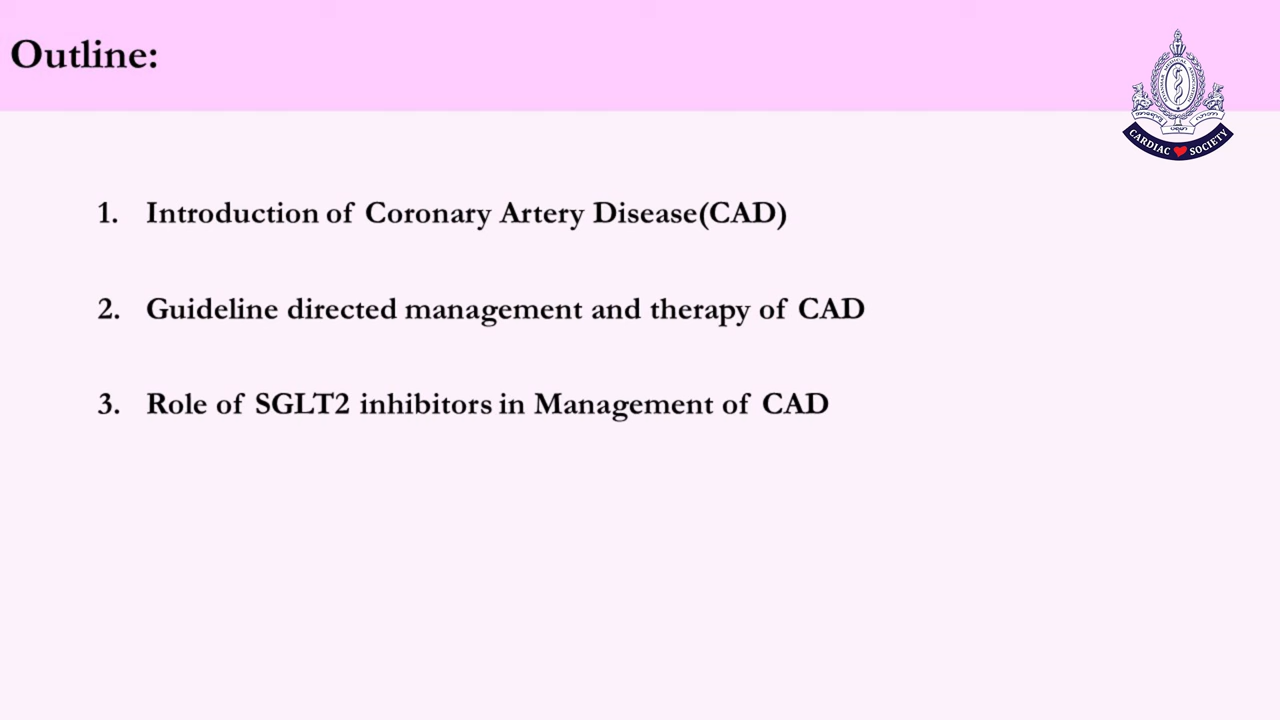 Outline:
1. Introduction of Coronary Artery Disease(CAD)
2. Guideline directed management and therapy of CAD
3. Role of SGLT2 inhibitors in Management of CAD
CARDIAC SOCIETY